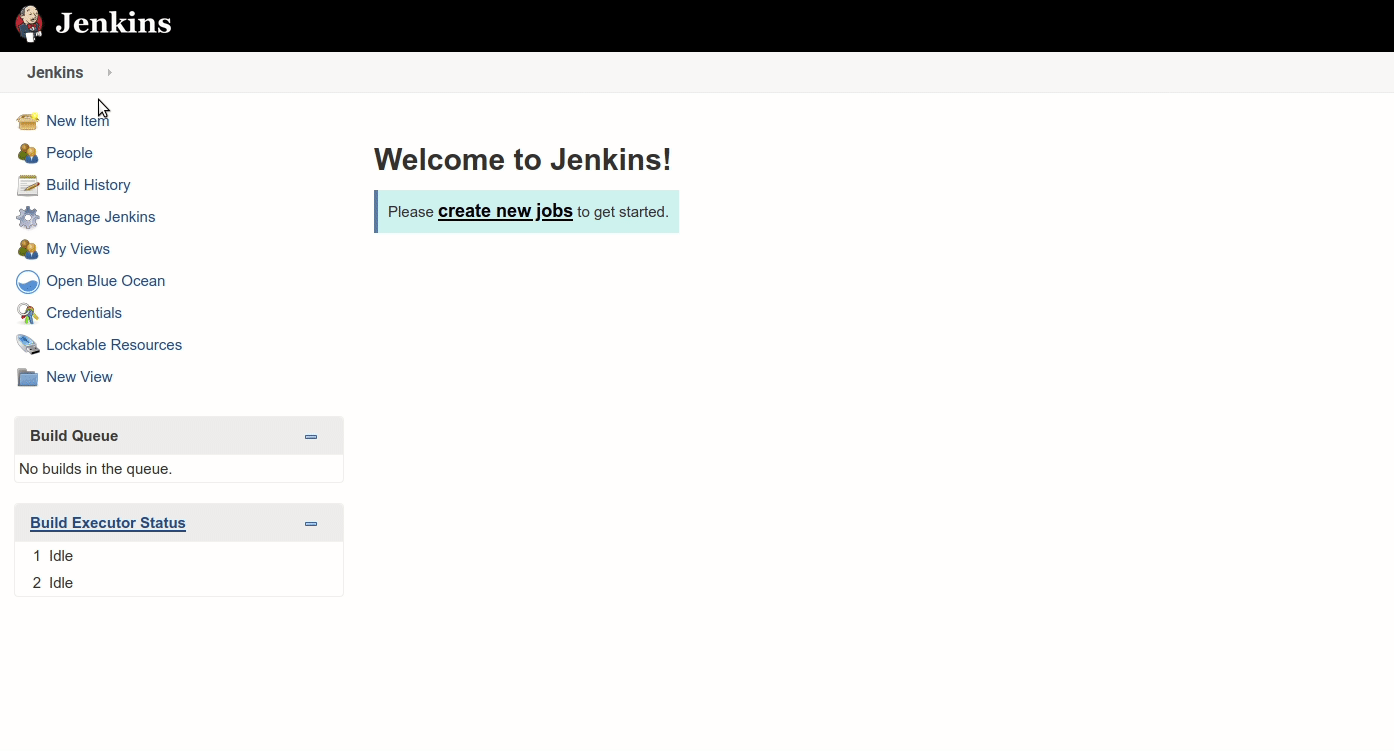 Jenkins
Jenkins
New Item
People
Build History
Manage Jenkins
My Views
Open Blue Ocean
Credentials
Lockable Resources
New View
Welcome to Jenkins!
Please create new jobs to get started.
Build Queue
No builds in the queue.
Build Executor Status
1 Idle
2 Idle